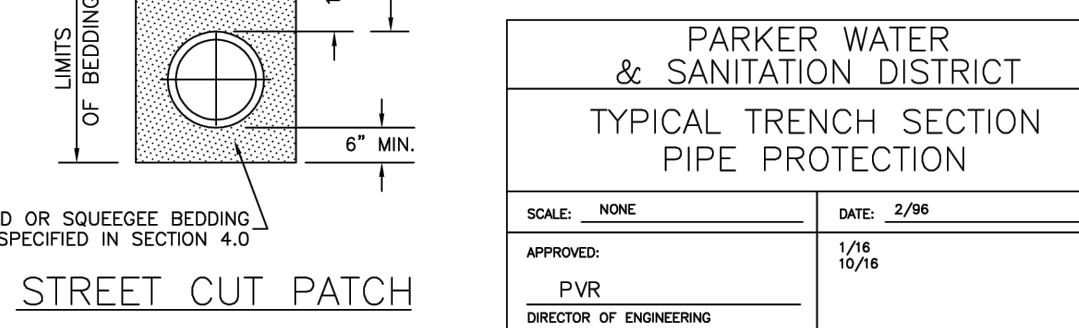 LIMITS
OF BEDDING
6" MIN.
OR SQUEEGEE BEDDING
SPECIFIED IN SECTION 4.0
STREET CUT PATCH
PARKER WATER
& SANITATION DISTRICT
TYPICAL TRENCH SECTION
PIPE PROTECTION
SCALE: NONE
DATE: 2/96
APPROVED:
1/16
10/16
PVR
DIRECTOR OF ENGINEERING